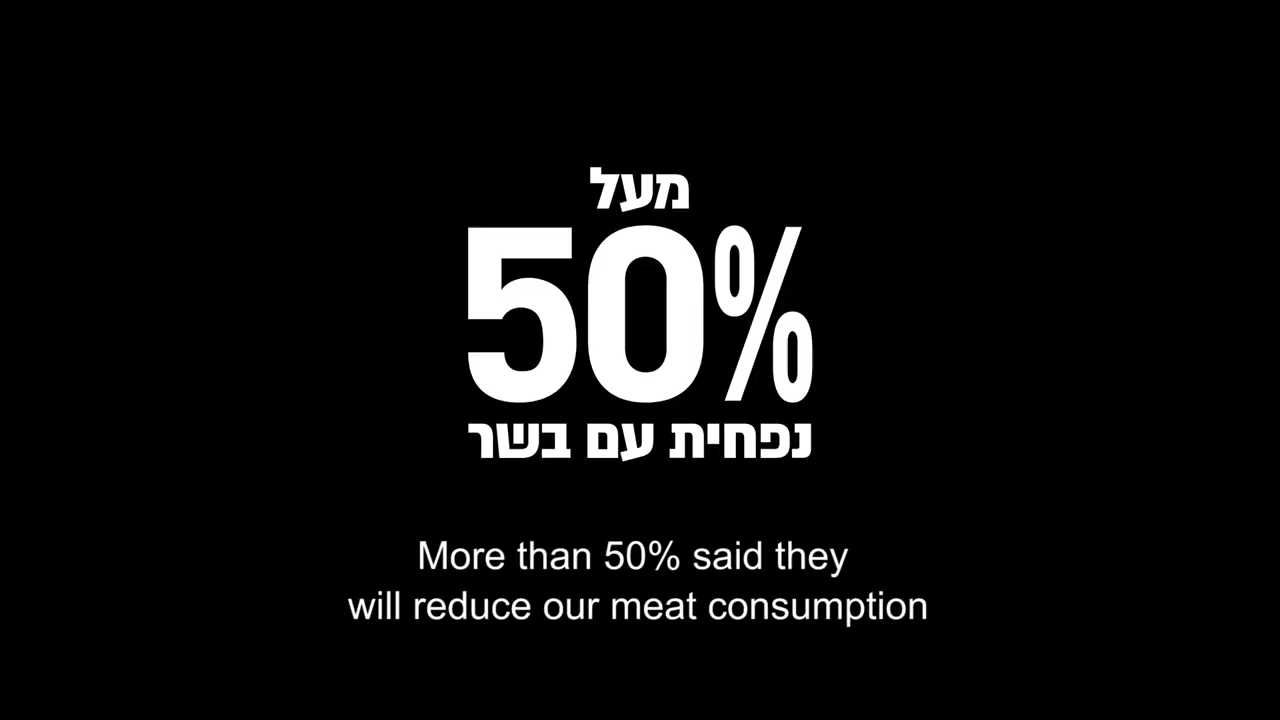 מעל
50%
נפחית עם בשר
More than 50% said they
will reduce our meat consumption